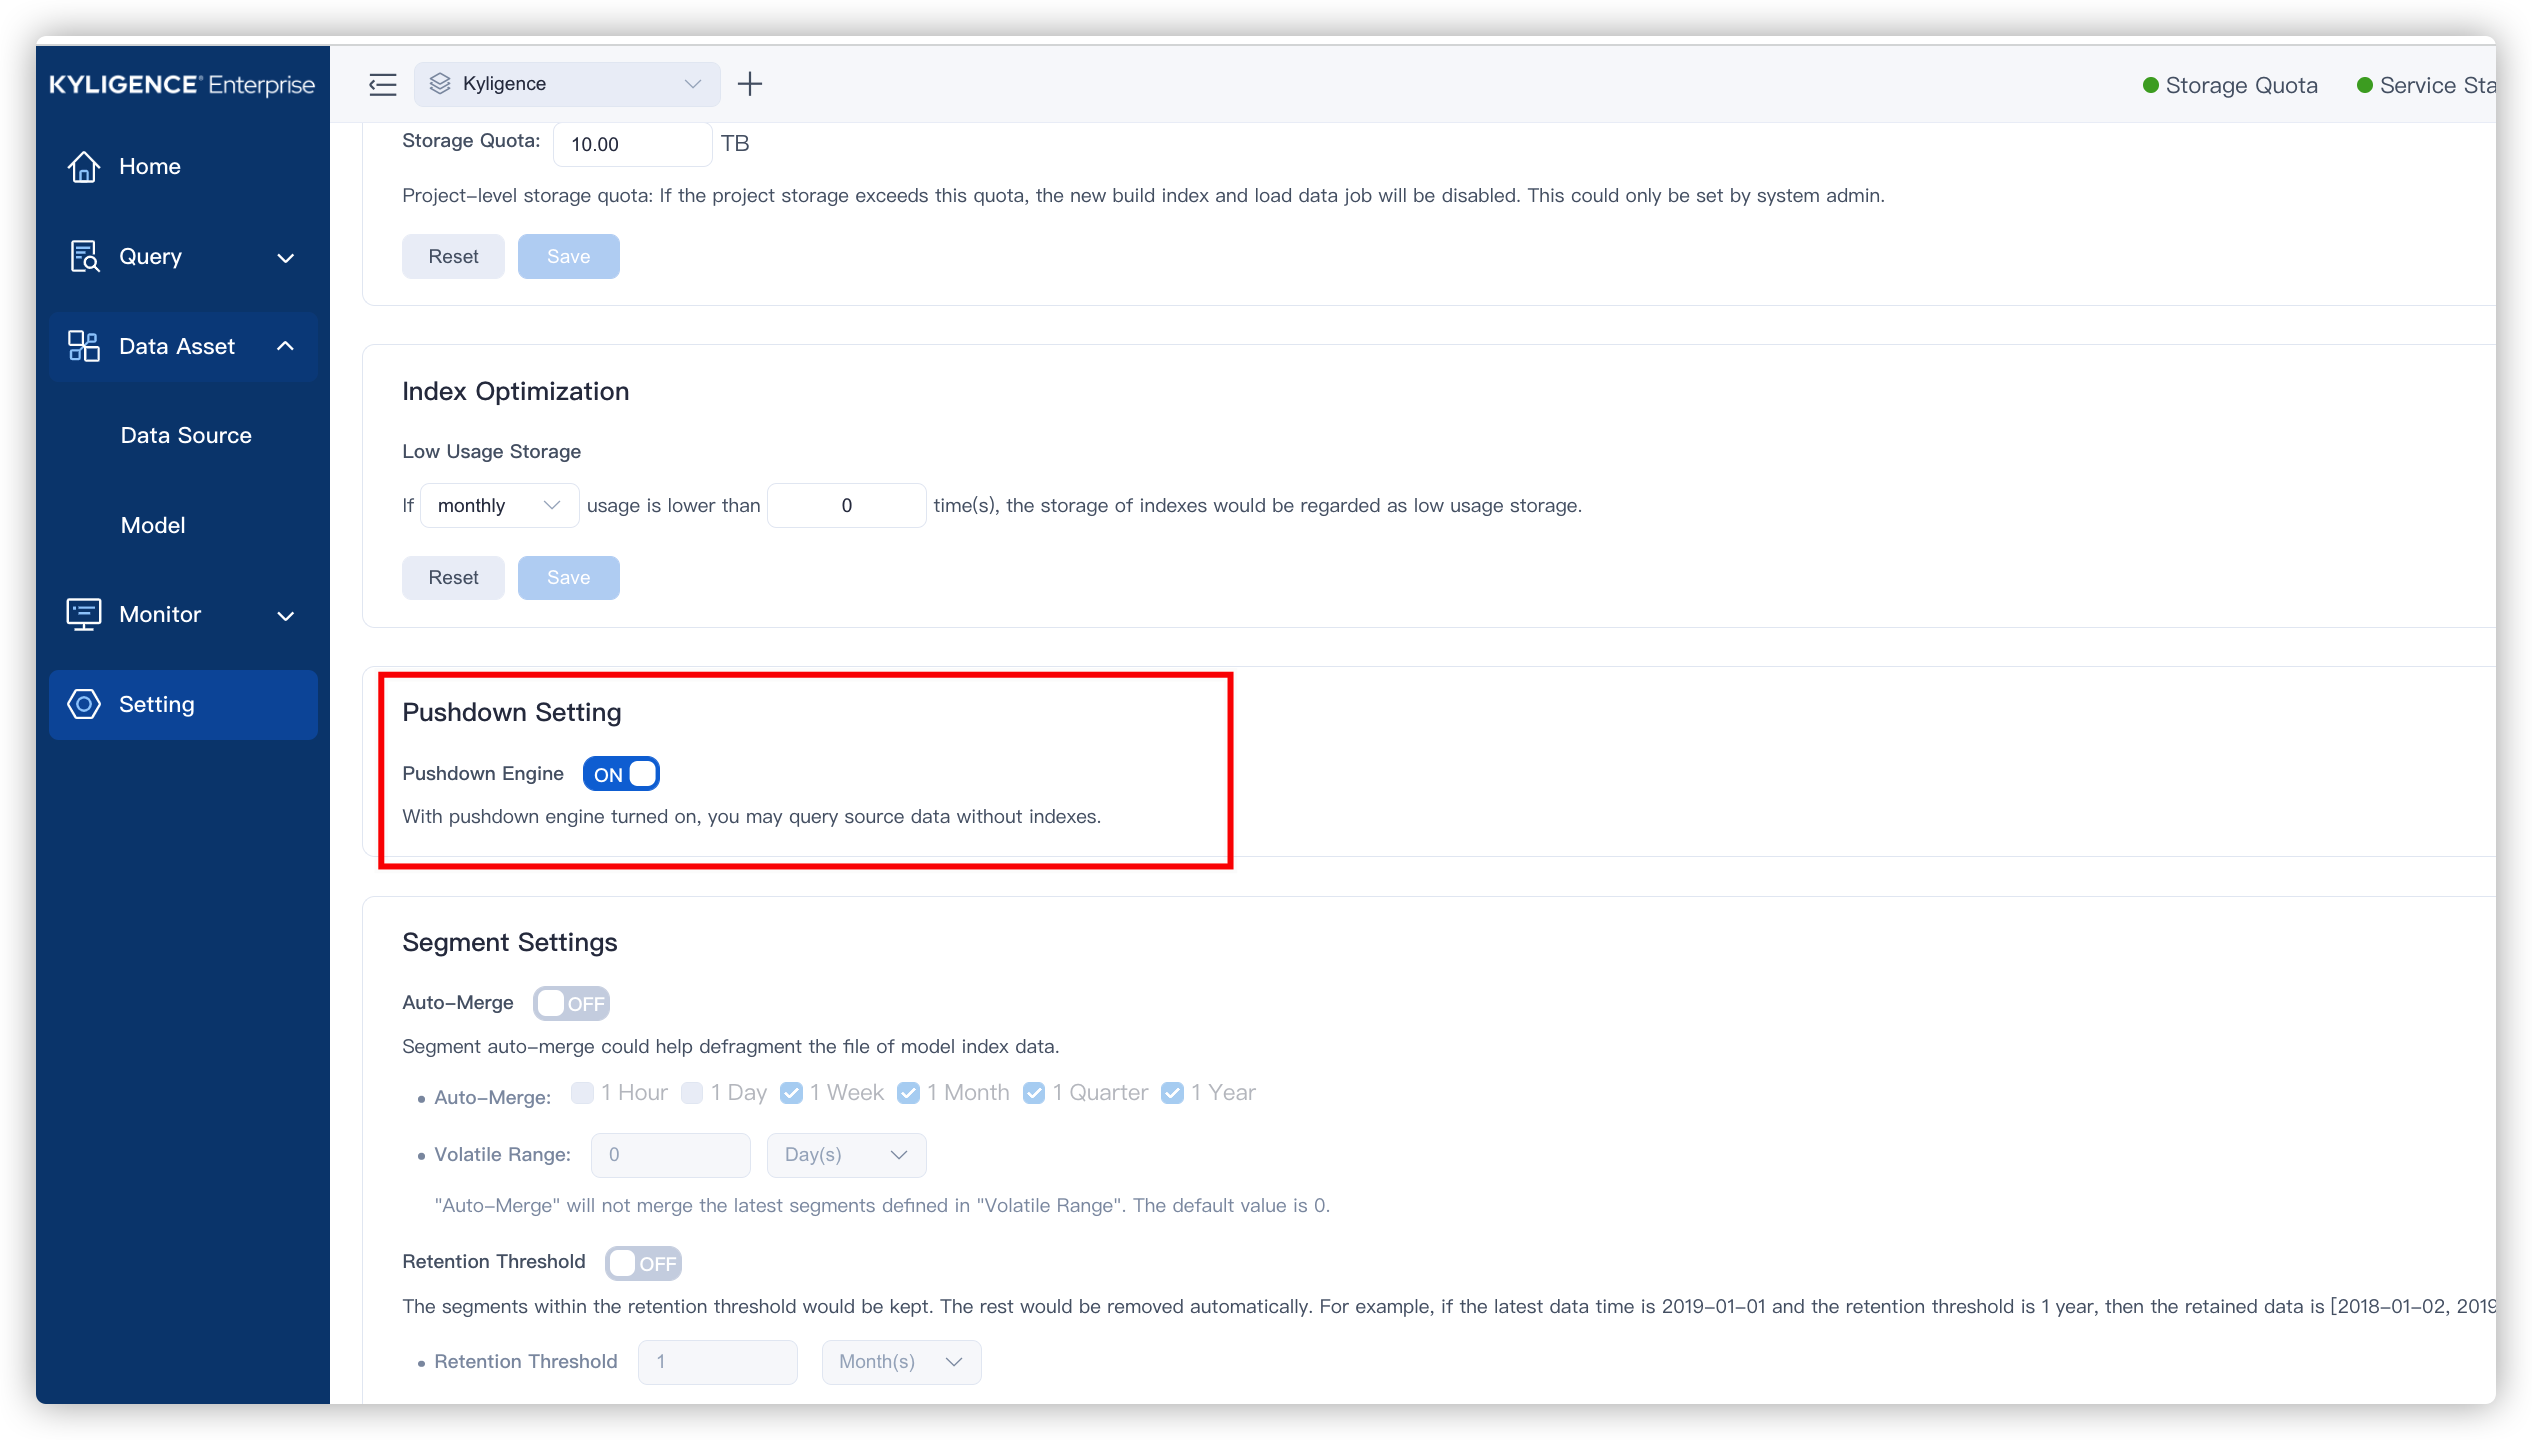 KYLIGENCE® Enterprise
Home
Query
Data Asset
Data Source
Model
Monitor
Setting
Kyligence
Storage Quota
Service Sta
Storage Quota: 10.00 TB
Project-level storage quota: If the project storage exceeds this quota, the new build index and load data job will be disabled. This could only be set by system admin.
Reset Save
Index Optimization
Low Usage Storage
If monthly usage is lower than 0 time(s), the storage of indexes would be regarded as low usage storage.
Reset Save
Pushdown Setting
Pushdown Engine ON
With pushdown engine turned on, you may query source data without indexes.
Segment Settings
Auto-Merge OFF
Segment auto-merge could help defragment the file of model index data.
• Auto-Merge: 1 Hour 1 Day 1 Week 1 Month 1 Quarter 1 Year
• Volatile Range: 0 Day(s)
"Auto-Merge" will not merge the latest segments defined in "Volatile Range". The default value is 0.
Retention Threshold OFF
The segments within the retention threshold would be kept. The rest would be removed automatically. For example, if the latest data time is 2019-01-01 and the retention threshold is 1 year, then the retained data is [2018-01-02, 2019
• Retention Threshold 1 Month(s)